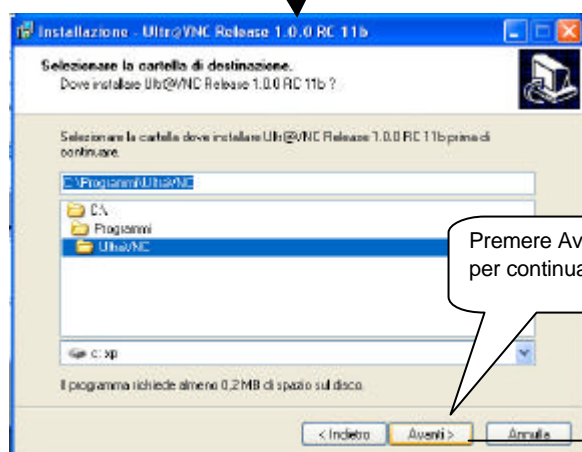 Installazione - Ultr@VNC Release 1.0.0 RC 11b
Selezionare la cartella di destinazione.
Dove installare Ultr@VNC Release 1.0.0 RC 11b ?
Selezionare la cartella dove installare Ultr@VNC Release 1.0.0 RC 11b prima di
continuare.
C:\Programmi\UltraVNC
C:\
Programmi
UltraVNC
Premere Av
per continua
c: xp
Il programma richiede almeno 0,2 MB di spazio sul disco.
< Indietro Avanti > Annulla